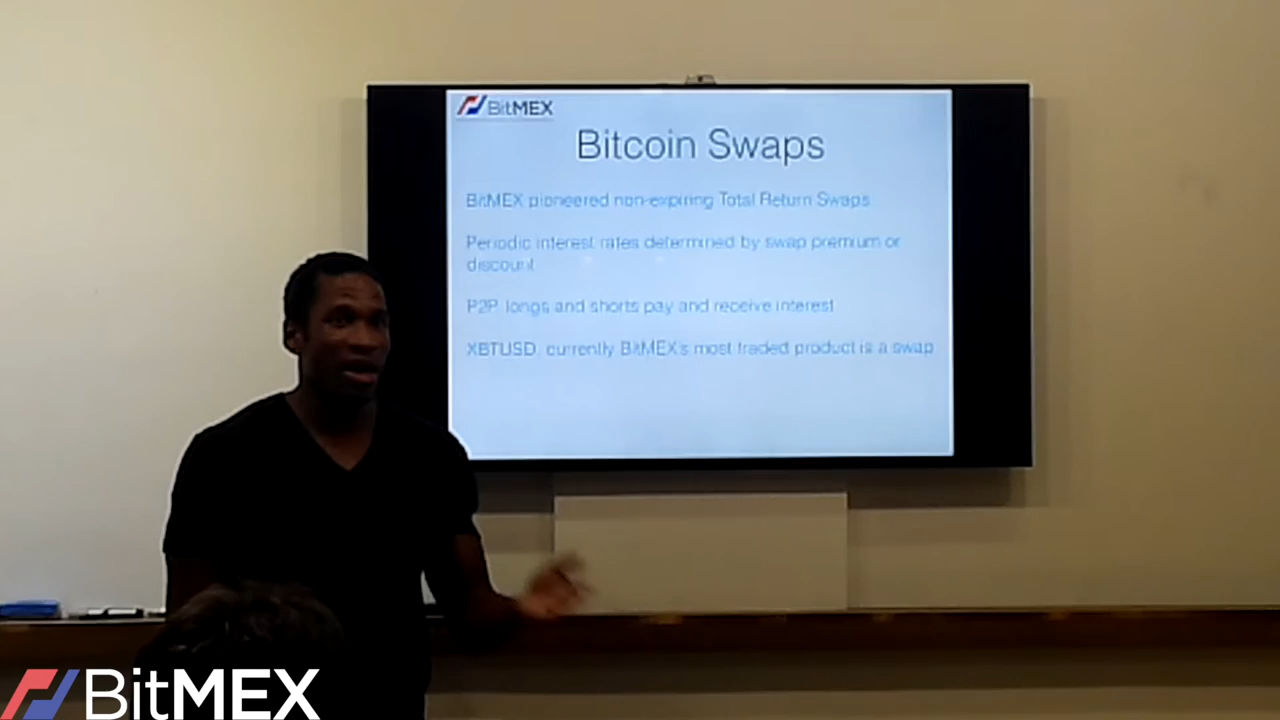 BitMEX
Bitcoin Swaps
BitMEX pioneered non-expiring Total Return Swaps
Periodic interest rates determined by swap premium or
discount
P2P, longs and shorts pay and receive interest
XBTUSD, currently BitMEX's most traded product is a swap
BitMEX